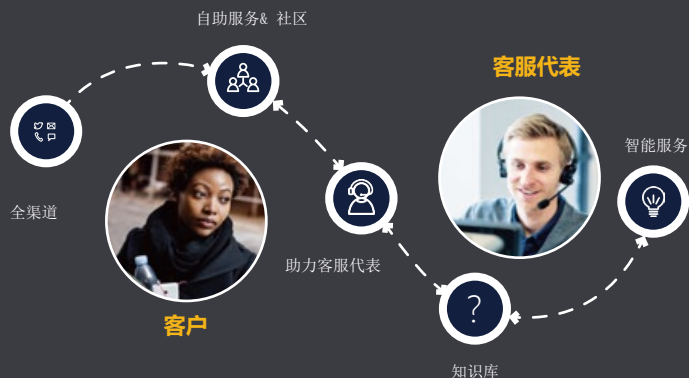 自助服务& 社区
客服代表
智能服务
全渠道
助力客服代表
客户
?
知识库